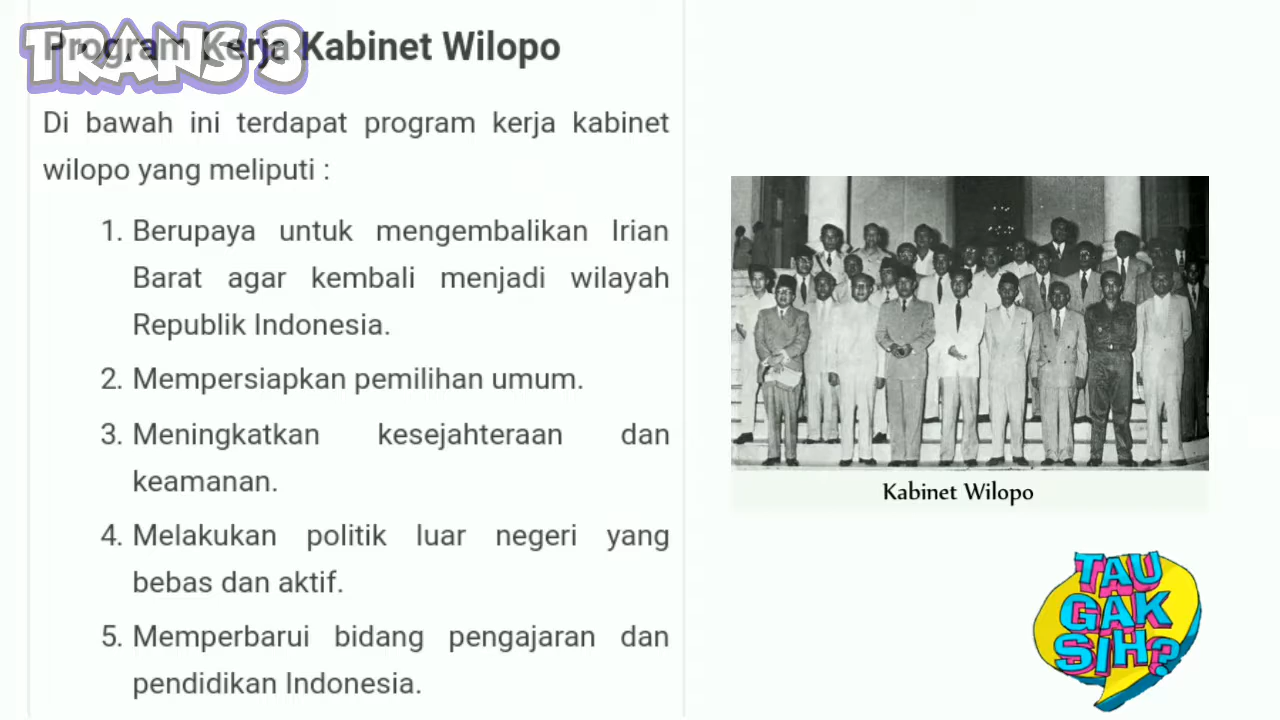 TRANS 3
Program Kerja Kabinet Wilopo
Di bawah ini terdapat program kerja kabinet
wilopo yang meliputi :
1. Berupaya untuk mengembalikan Irian
Barat agar kembali menjadi wilayah
Republik Indonesia.
2. Mempersiapkan pemilihan umum.
3. Meningkatkan kesejahteraan dan
keamanan.
4. Melakukan politik luar negeri yang
bebas dan aktif.
5. Memperbarui bidang pengajaran dan
pendidikan Indonesia.
Kabinet Wilopo
TAU
GAK
SIH?